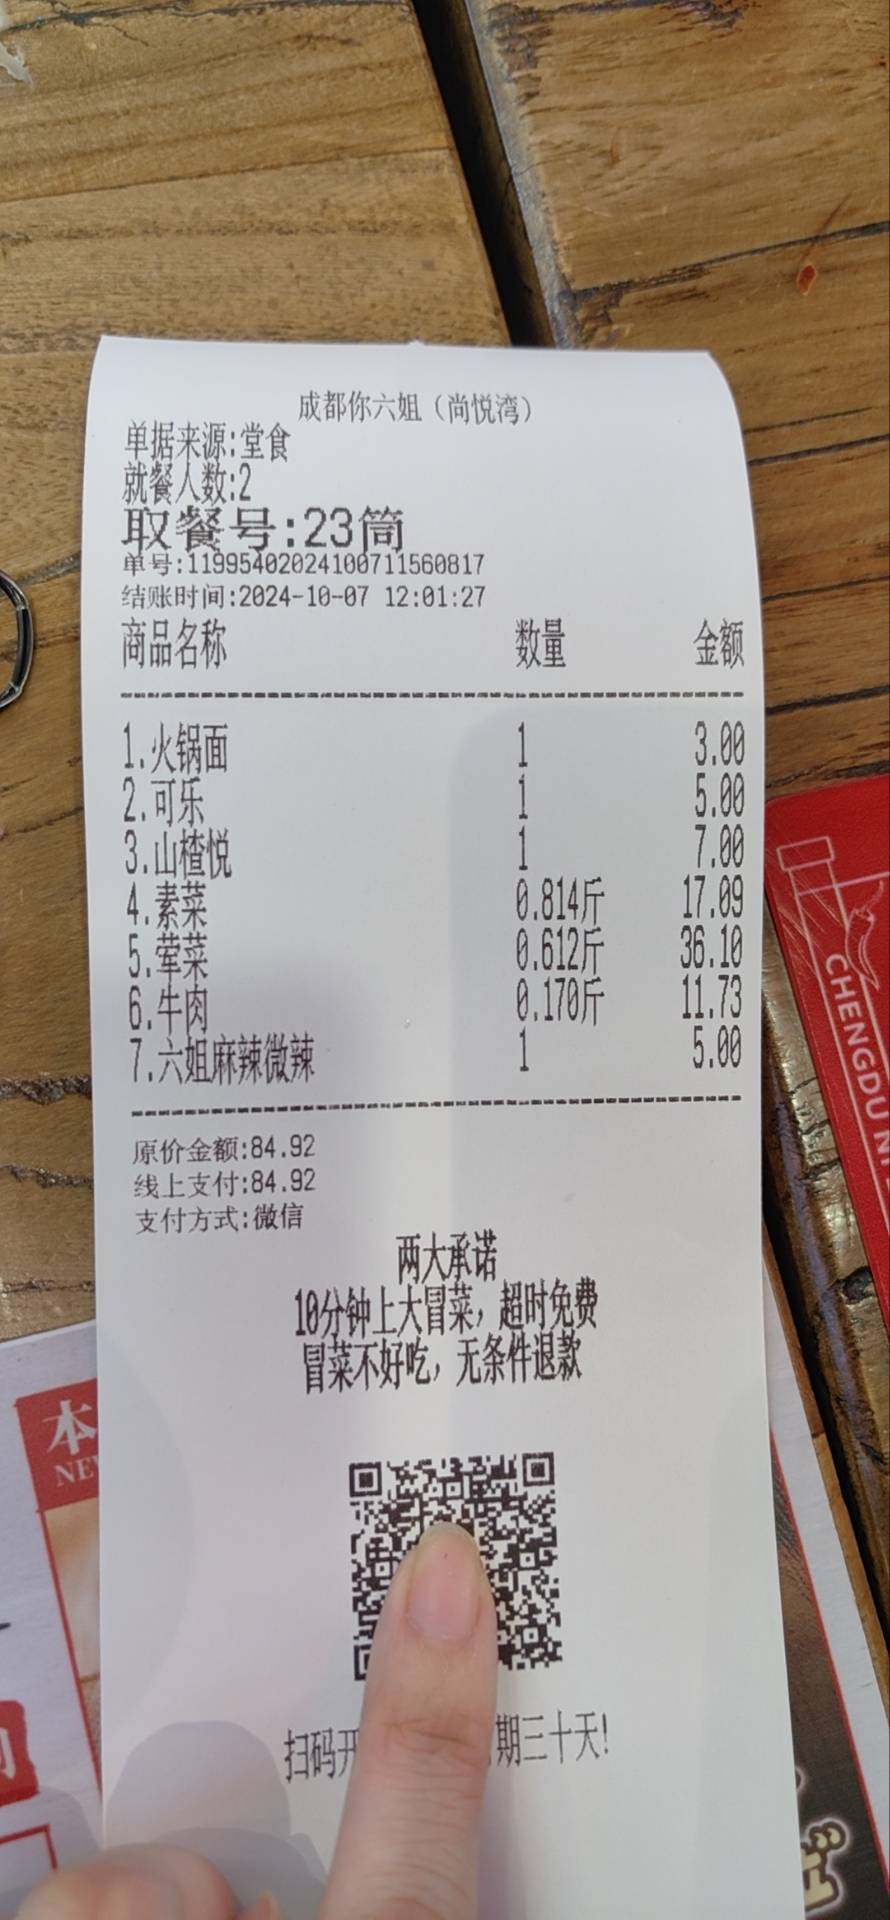 成都你六姐（尚悦湾）
单据来源:堂食
就餐人数:2
取餐号:23筒
单号:11995402024100711560817
结账时间:2024-10-07 12:01:27
商品名称 数量 金额
1.火锅面 1 3.00
2.可乐 1 5.00
3.山楂悦 1 7.00
4.素菜 0.814斤 17.09
5.荤菜 0.612斤 36.10
6.牛肉 0.170斤 11.73
7.六姐麻辣微辣 1 5.00
原价金额:84.92
线上支付:84.92
支付方式:微信
两大承诺
10分钟上大冒菜，超时免费
冒菜不好吃，无条件退款
扫码开 期三十天!
CHENGDU
本
NE